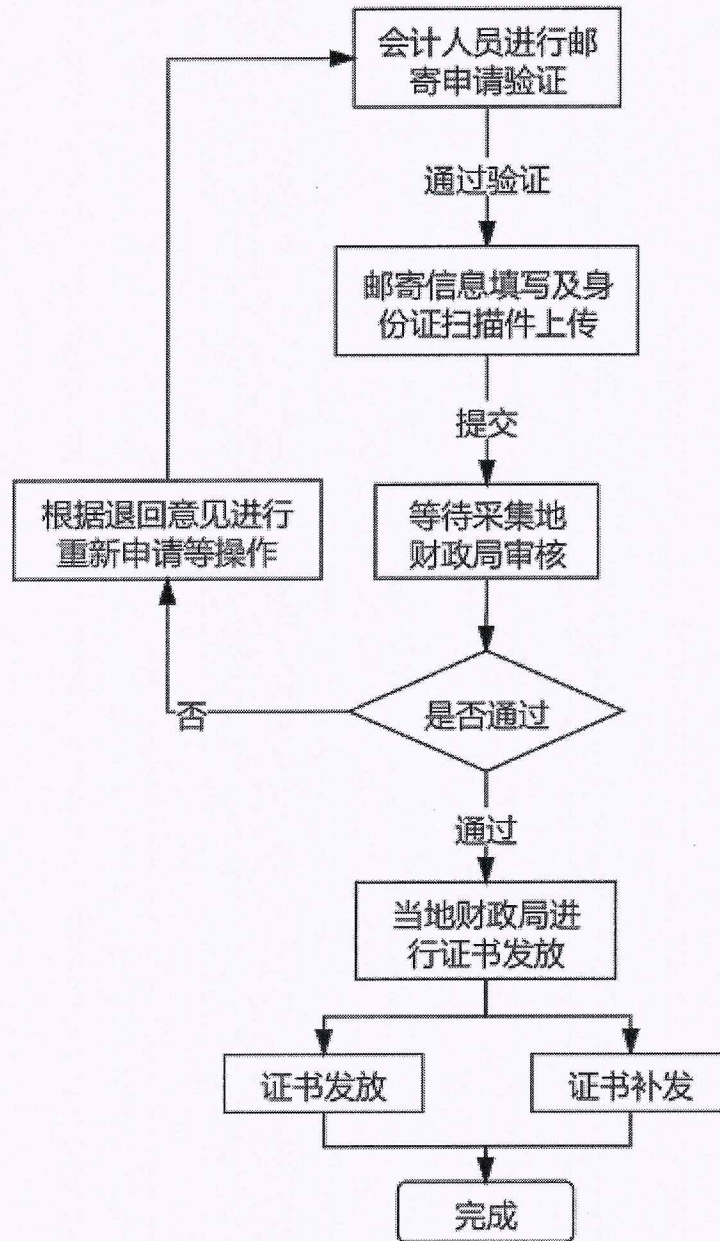 会计人员进行邮
寄申请验证
通过验证
邮寄信息填写及身
份证扫描件上传
提交
根据退回意见进行
重新申请等操作
等待采集地
财政局审核
否
是否通过
通过
当地财政局进
行证书发放
证书发放
证书补发
完成